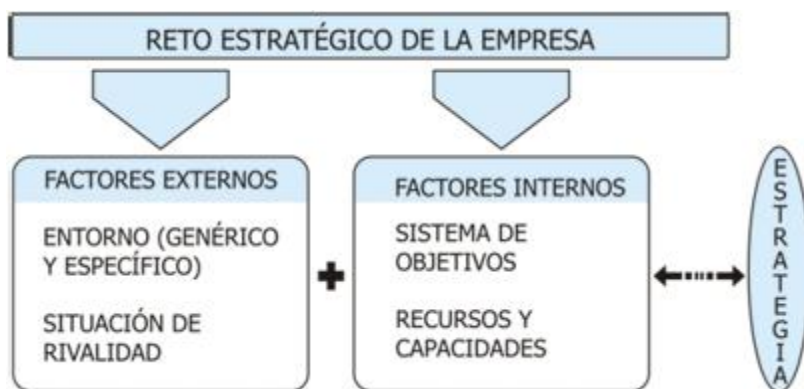 RETO ESTRATÉGICO DE LA EMPRESA
FACTORES EXTERNOS
ENTORNO (GENÉRICO
Y ESPECÍFICO)
SITUACIÓN DE
RIVALIDAD
FACTORES INTERNOS
SISTEMA DE
OBJETIVOS
RECURSOS Y
CAPACIDADES
ESTRATEGIA